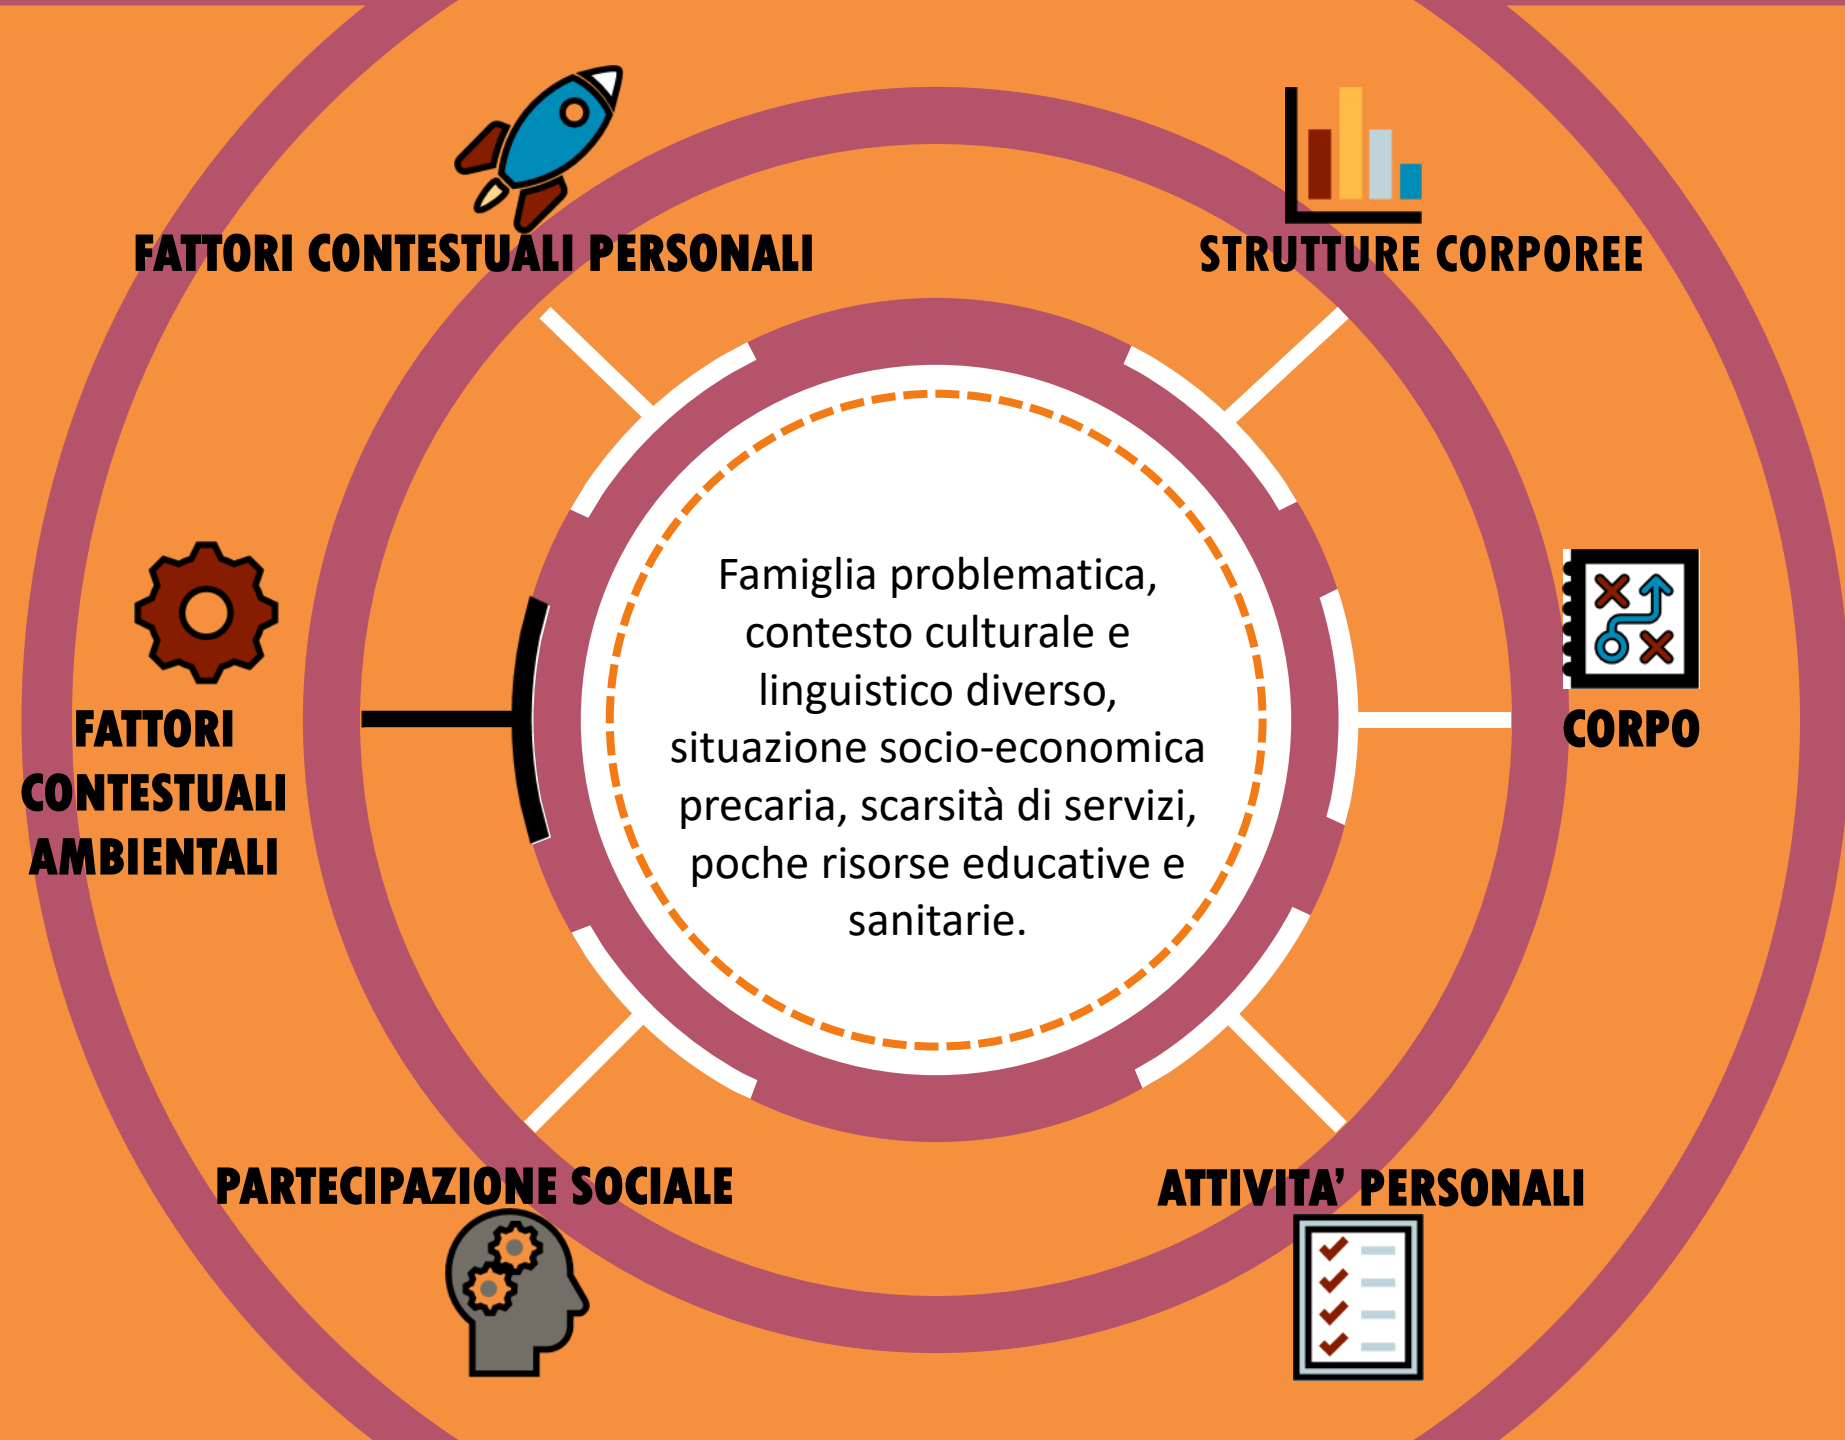 FATTORI CONTESTUALI PERSONALI
STRUTTURE CORPOREE
Famiglia problematica,
contesto culturale e
linguistico diverso,
situazione socio-economica
precaria, scarsità di servizi,
poche risorse educative e
sanitarie.
FATTORI
CONTESTUALI
AMBIENTALI
CORPO
PARTECIPAZIONE SOCIALE
ATTIVITA’ PERSONALI